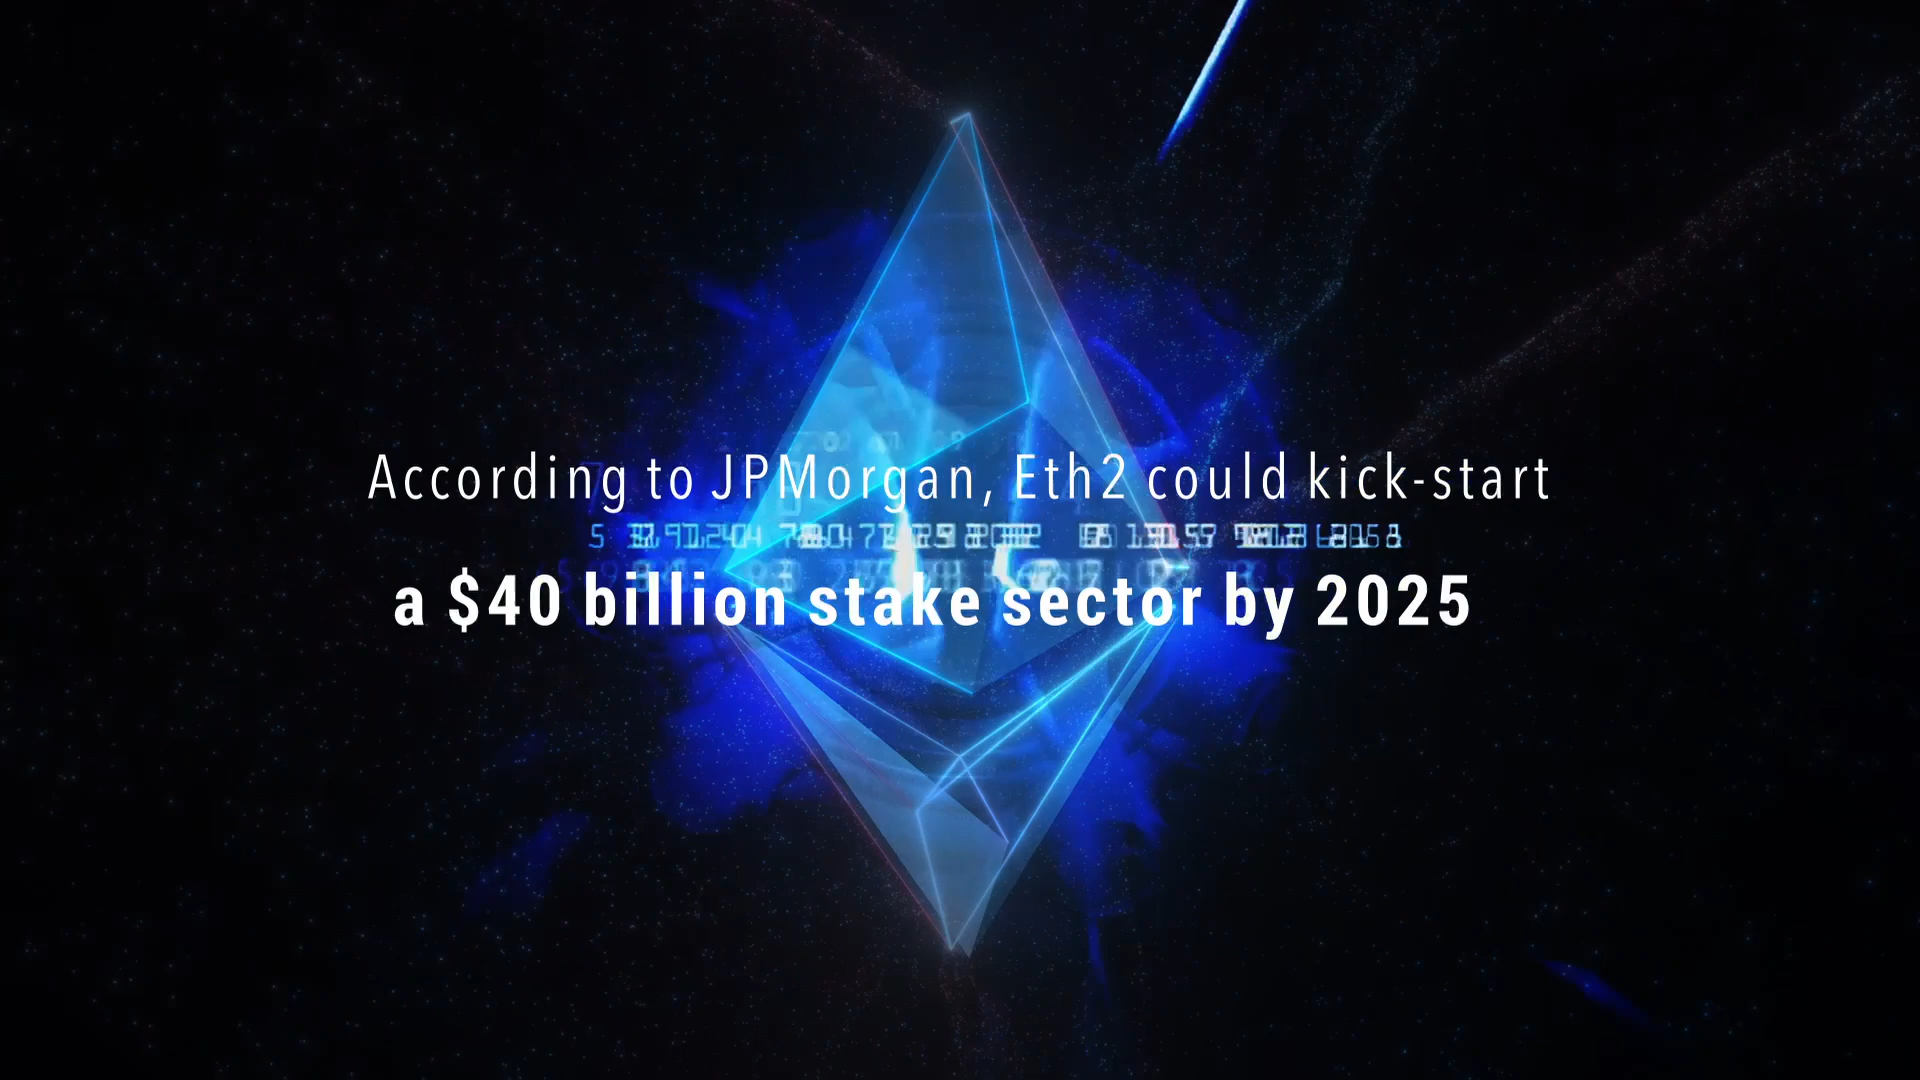 According to JPMorgan, Eth2 could kick-start
a $40 billion stake sector by 2025